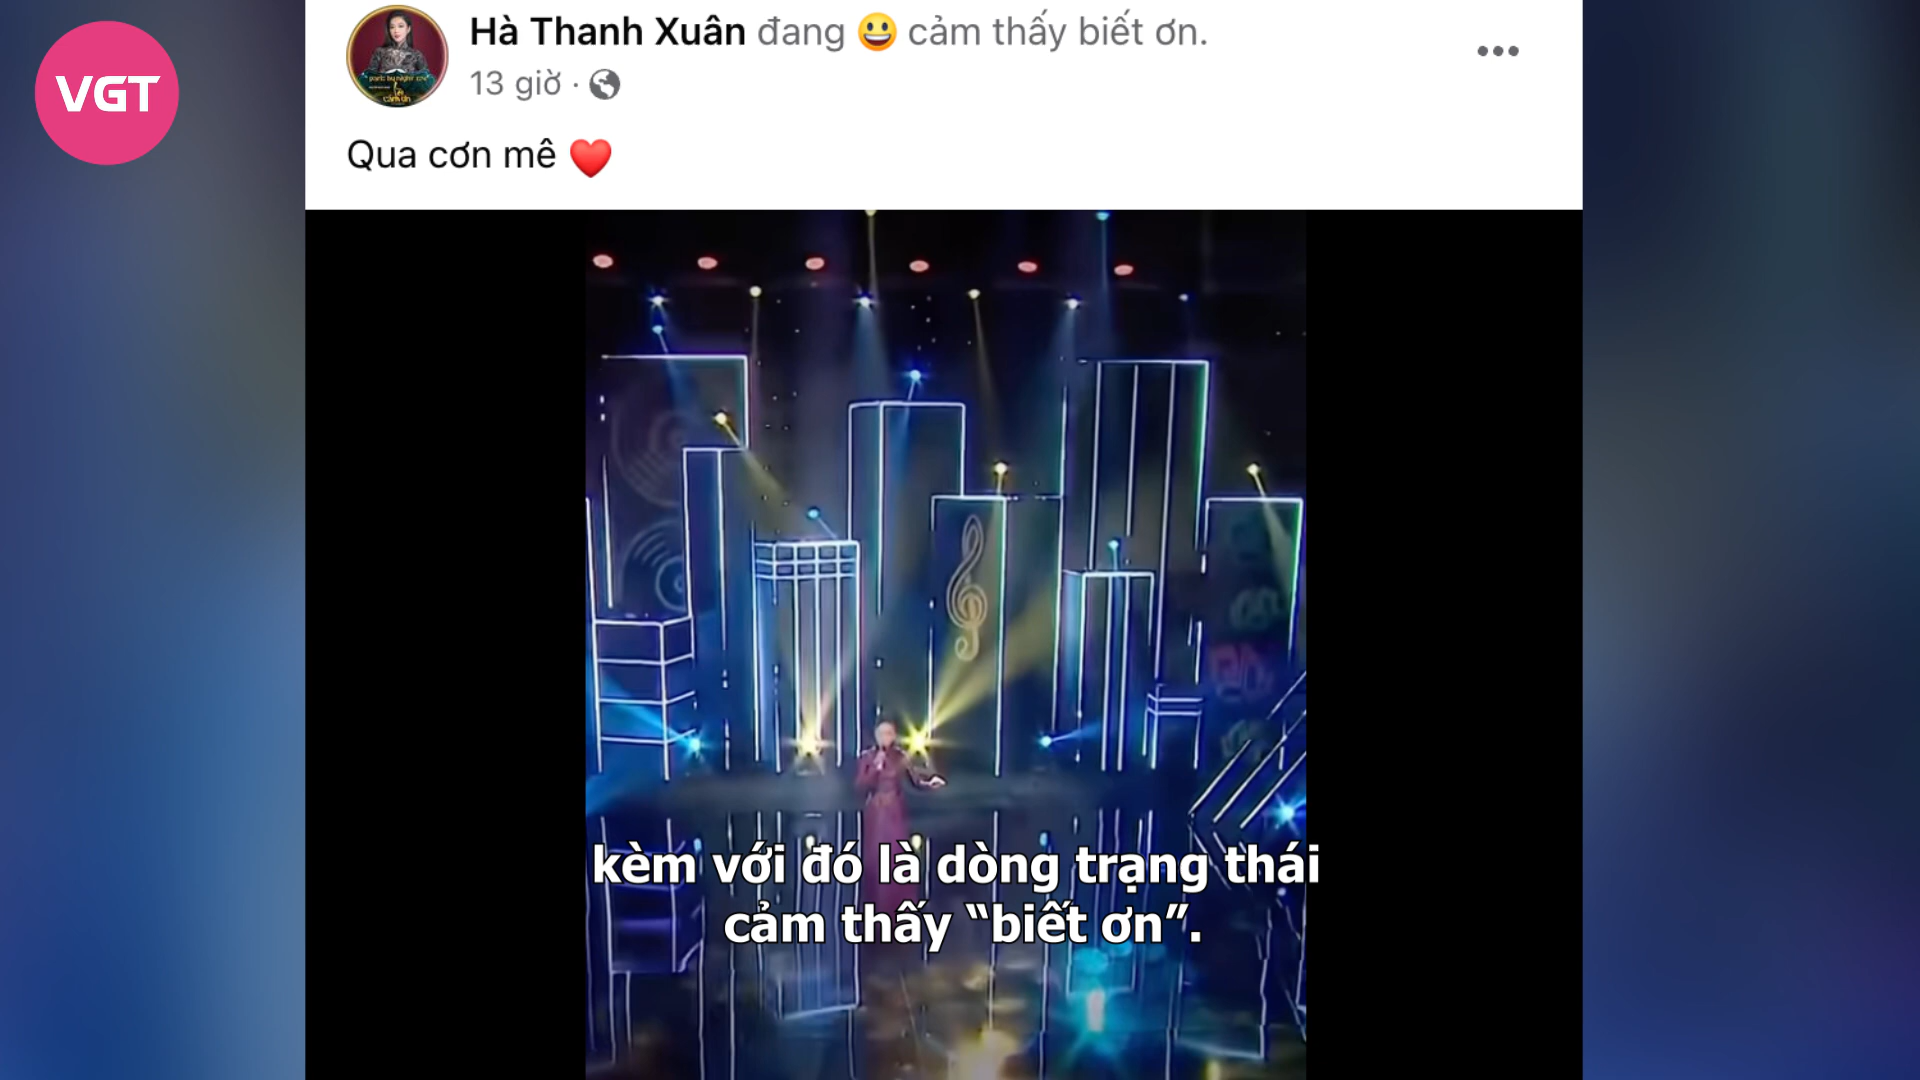 VGT
Hà Thanh Xuân đang 😀 cảm thấy biết ơn.
13 giờ ·
Qua cơn mê ❤️
kèm với đó là dòng trạng thái
cảm thấy “biết ơn”.